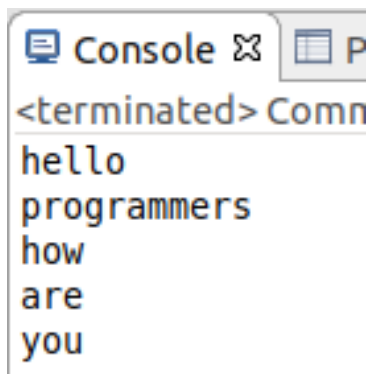 Console P
<terminated> Comm
hello
programmers
how
are
you